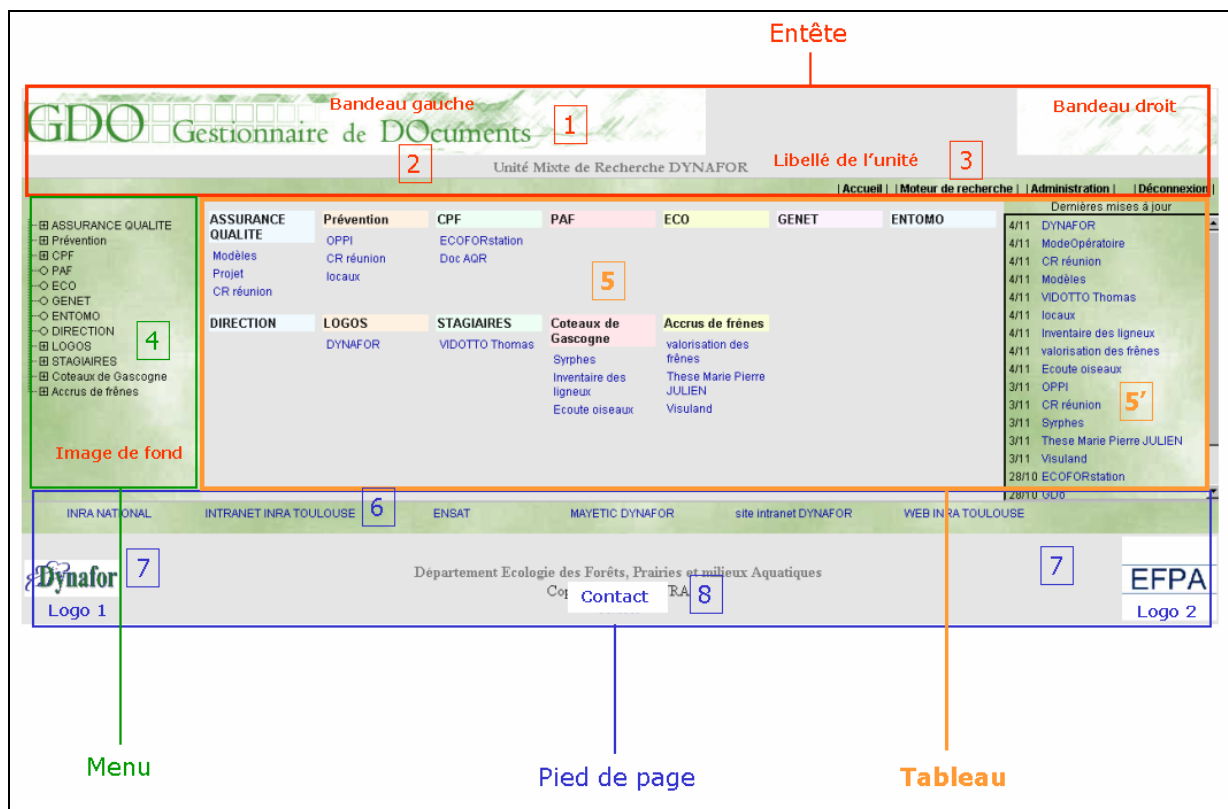 Entête
Bandeau gauche
Bandeau droit
GDO Gestionnaire de DOcuments
1
2
Unité Mixte de Recherche DYNAFOR
Libellé de l'unité
3
|Accueil| |Moteur de recherche| |Administration| |Déconnexion|
ASSURANCE QUALITE
Prévention
CPF
PAF
ECO
GENET
ENTOMO
DIRECTION
LOGOS
STAGIAIRES
Coteaux de Gascogne
Accrus de frênes
4
Image de fond
ASSURANCE
QUALITE
Modèles
Projet
CR réunion
Prévention
OPPI
CR réunion
locaux
CPF
ECOFORstation
Doc AQR
PAF
ECO
GENET
ENTOMO
5
DIRECTION
LOGOS
DYNAFOR
STAGIAIRES
VIDOTTO Thomas
Coteaux de
Gascogne
Syrphes
Inventaire des
ligneux
Ecoute oiseaux
Accrus de frênes
valorisation des
frênes
These Marie Pierre
JULIEN
Visuland
Dernières mises à jour
4/11 DYNAFOR
4/11 ModeOpératoire
4/11 CR réunion
4/11 Modèles
4/11 VIDOTTO Thomas
4/11 locaux
4/11 Inventaire des ligneux
4/11 valorisation des frênes
4/11 Ecoute oiseaux
3/11 OPPI
3/11 CR réunion
3/11 Syrphes
3/11 These Marie Pierre JULIEN
3/11 Visuland
28/10 ECOFORstation
28/10 GDo
5'
6
INRA NATIONAL INTRANET INRA TOULOUSE ENSAT MAYETIC DYNAFOR site intranet DYNAFOR WEB INRA TOULOUSE
Dynafor
7
Logo 1
Département Ecologie des Forêts, Prairies et milieux Aquatiques
Contact
8
7
EFPA
Logo 2
Menu
Pied de page
Tableau